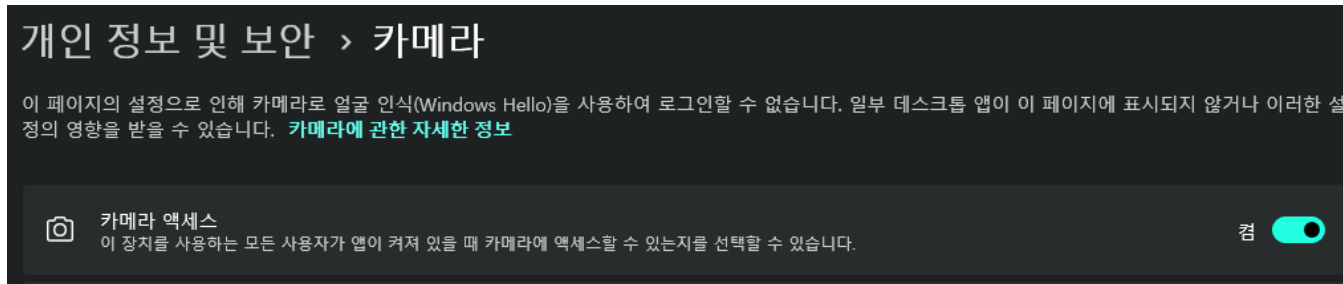 개인 정보 및 보안 › 카메라
이 페이지의 설정으로 인해 카메라로 얼굴 인식(Windows Hello)을 사용하여 로그인할 수 없습니다. 일부 데스크톱 앱이 이 페이지에 표시되지 않거나 이러한 설
정의 영향을 받을 수 있습니다. 카메라에 관한 자세한 정보
카메라 액세스
이 장치를 사용하는 모든 사용자가 앱이 켜져 있을 때 카메라에 액세스할 수 있는지를 선택할 수 있습니다.
켬